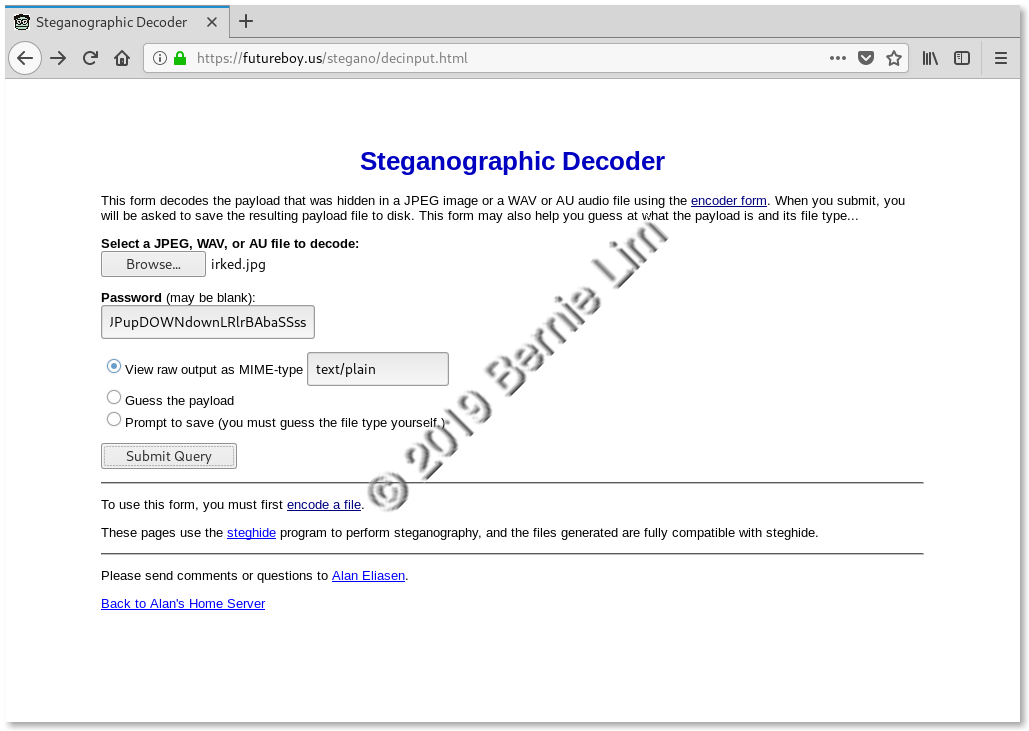 Steganographic Decoder
https://futureboy.us/stegano/decinput.html
Steganographic Decoder
This form decodes the payload that was hidden in a JPEG image or a WAV or AU audio file using the encoder form. When you submit, you
will be asked to save the resulting payload file to disk. This form may also help you guess at what the payload is and its file type...
Select a JPEG, WAV, or AU file to decode:
Browse... irked.jpg
Password (may be blank):
JPupDOWNdownLRlrBAbaSSss
View raw output as MIME-type text/plain
Guess the payload
Prompt to save (you must guess the file type yourself.)
Submit Query
© 2019 Bernie Lim
To use this form, you must first encode a file.
These pages use the steghide program to perform steganography, and the files generated are fully compatible with steghide.
Please send comments or questions to Alan Eliasen.
Back to Alan's Home Server